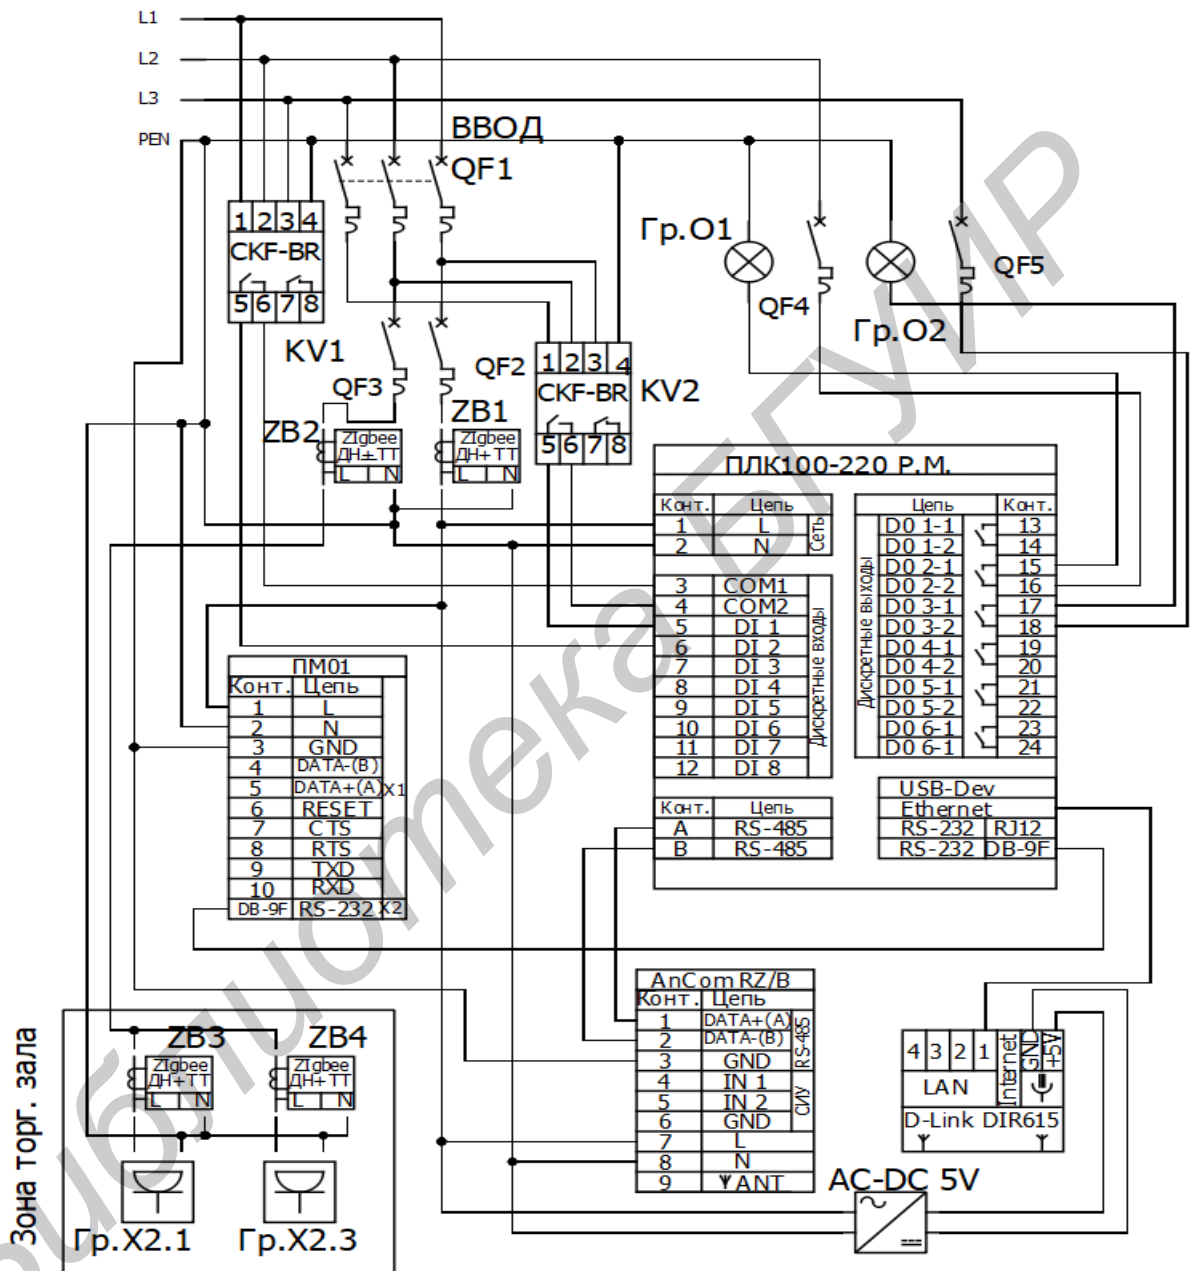 L1
L2
L3
PEN
ВВОД
QF1
1 2 3 4
CKF-BR
5 6 7 8
KV1
Гр.О1
QF4
Гр.О2
QF5
QF3
QF2
1 2 3 4
CKF-BR
5 6 7 8
KV2
ZB2
ZIgbee
ДН±ТТ
L N
ZB1
ZIgbee
ДН+ТТ
L N
ПЛК100-220 Р.М.
Конт. Цепь
1 L
2 N
Сеть
3 COM1
4 COM2
5 DI 1
6 DI 2
7 DI 3
8 DI 4
9 DI 5
10 DI 6
11 DI 7
12 DI 8
Дискретные входы
Конт. Цепь
A RS-485
B RS-485
Цепь Конт.
D0 1-1 13
D0 1-2 14
D0 2-1 15
D0 2-2 16
D0 3-1 17
D0 3-2 18
D0 4-1 19
D0 4-2 20
D0 5-1 21
D0 5-2 22
D0 6-1 23
D0 6-1 24
Дискретные выходы
USB-Dev
Ethernet
RS-232 RJ12
RS-232 DB-9F
ПМ01
Конт. Цепь
1 L
2 N
3 GND
4 DATA-(B)
5 DATA+(A) X1
6 RESET
7 CTS
8 RTS
9 TXD
10 RXD
DB-9F RS-232 X2
AnCom RZ/B
Конт. Цепь
1 DATA+(A)
2 DATA-(B)
3 GND
RS-485
4 IN 1
5 IN 2
6 GND
СИУ
7 L
8 N
9 ANT
4 3 2 1
LAN
Internet
GND
+5V
D-Link DIR615
AC-DC 5V
Зона торг. зала
ZB3
ZIgbee
ДН+ТТ
L N
ZB4
ZIgbee
ДН+ТТ
L N
Гр.Х2.1
Гр.Х2.3
библиотека БГУИР